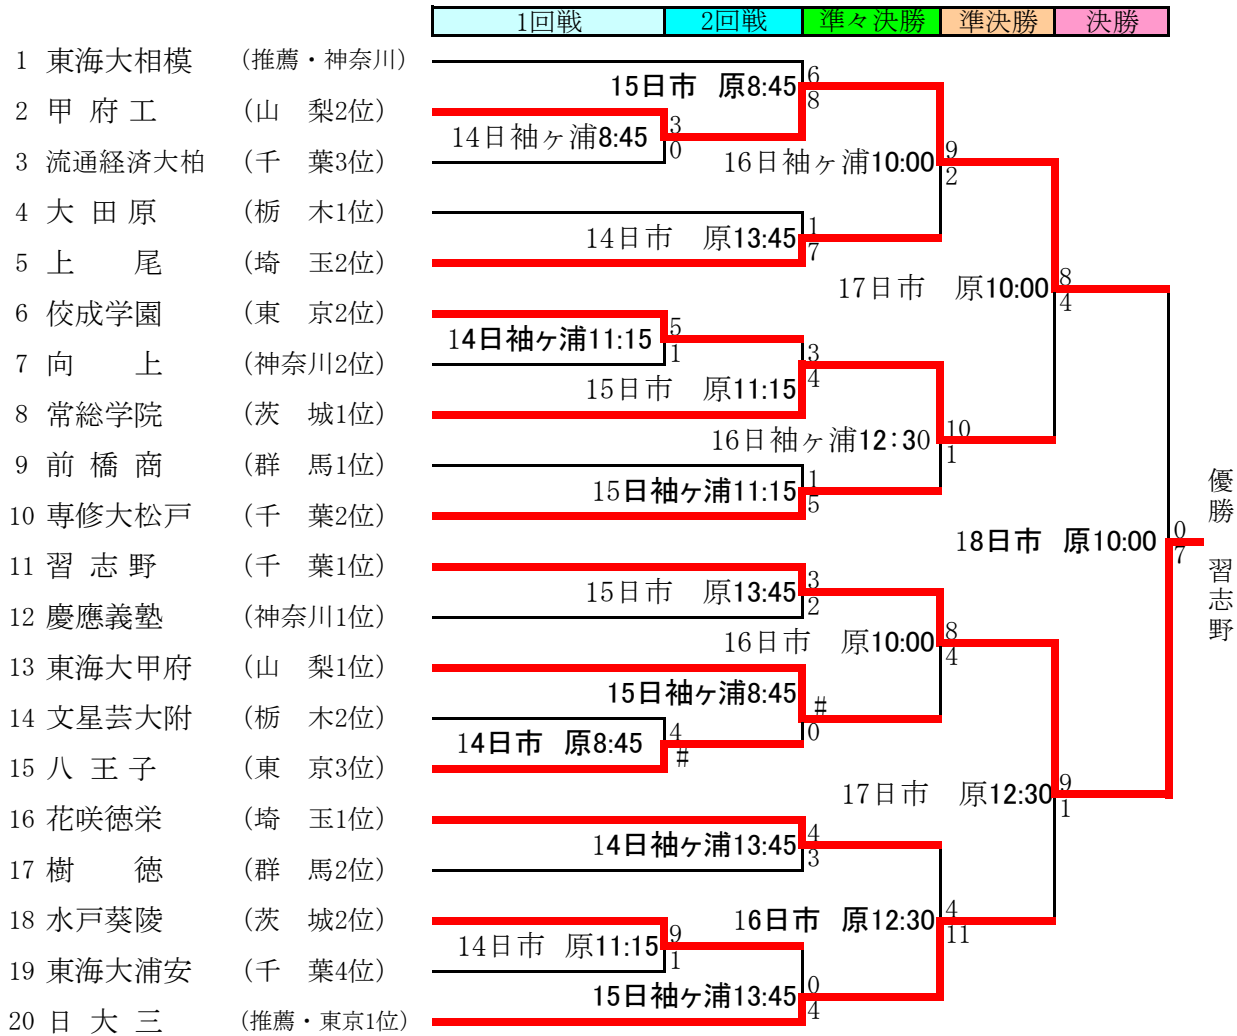 1回戦 2回戦 準々決勝 準決勝 決勝
1 東海大相模 (推薦・神奈川)
6
15日市 原8:45
8
2 甲府工 (山 梨2位)
3
14日袖ヶ浦8:45
0
9
16日袖ヶ浦10:00
2
3 流通経済大柏 (千 葉3位)
4 大田原 (栃 木1位)
1
14日市 原13:45
7
5 上 尾 (埼 玉2位)
8
17日市 原10:00
4
6 佼成学園 (東 京2位)
5
14日袖ヶ浦11:15
1
7 向 上 (神奈川2位)
3
15日市 原11:15
4
8 常総学院 (茨 城1位)
10
16日袖ヶ浦12:30
1
9 前橋商 (群 馬1位)
1
15日袖ヶ浦11:15
5
10 専修大松戸 (千 葉2位)
0
18日市 原10:00
7
優勝 習志野
11 習志野 (千 葉1位)
3
15日市 原13:45
2
12 慶應義塾 (神奈川1位)
8
16日市 原10:00
4
13 東海大甲府 (山 梨1位)
#
15日袖ヶ浦8:45
0
14 文星芸大附 (栃 木2位)
4
14日市 原8:45
#
15 八王子 (東 京3位)
9
17日市 原12:30
1
16 花咲徳栄 (埼 玉1位)
4
14日袖ヶ浦13:45
3
17 樹 徳 (群 馬2位)
4
16日市 原12:30
11
18 水戸葵陵 (茨 城2位)
9
14日市 原11:15
1
19 東海大浦安 (千 葉4位)
0
15日袖ヶ浦13:45
4
20 日大三 (推薦・東京1位)